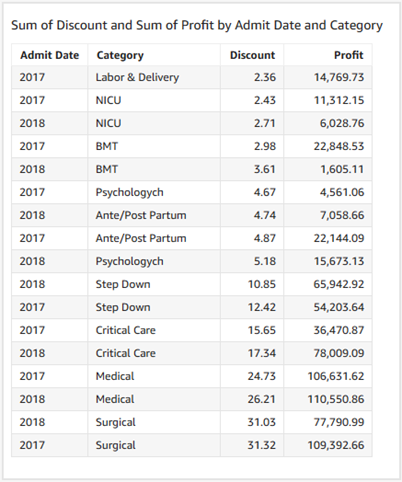 Sum of Discount and Sum of Profit by Admit Date and Category
Admit Date Category Discount Profit
2017 Labor & Delivery 2.36 14,769.73
2017 NICU 2.43 11,312.15
2018 NICU 2.71 6,028.76
2017 BMT 2.98 22,848.53
2018 BMT 3.61 1,605.11
2017 Psychologych 4.67 4,561.06
2018 Ante/Post Partum 4.74 7,058.66
2017 Ante/Post Partum 4.87 22,144.09
2018 Psychologych 5.18 15,673.13
2018 Step Down 10.85 65,942.92
2017 Step Down 12.42 54,203.64
2017 Critical Care 15.65 36,470.87
2018 Critical Care 17.34 78,009.09
2017 Medical 24.73 106,631.62
2018 Medical 26.21 110,550.86
2018 Surgical 31.03 77,790.99
2017 Surgical 31.32 109,392.66